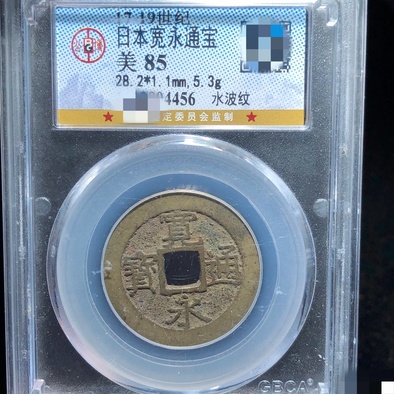 17-19世纪
日本宽永通宝
美 85
28.2*1.1mm,5.3g
4456 水波纹
定委员会监制
寛
永
通
寳
GBCA®